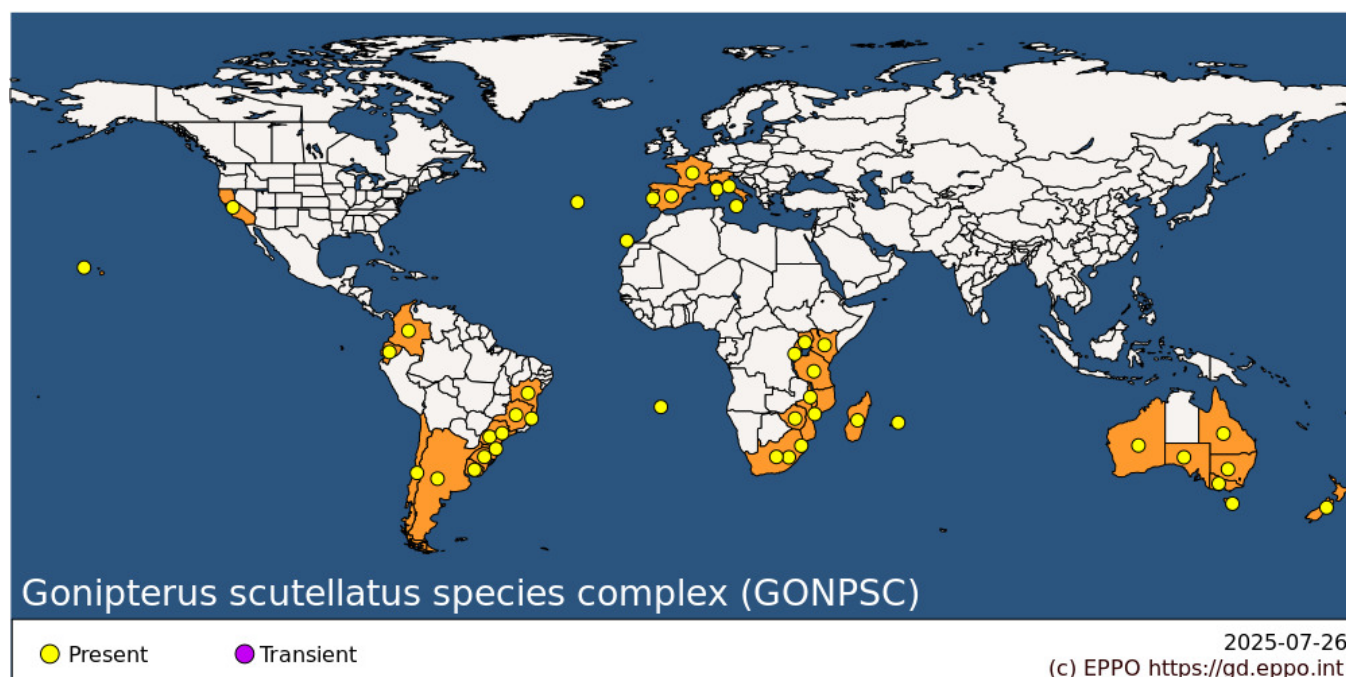 Gonipterus scutellatus species complex (GONPSC)
Present
Transient
2025-07-26
(c) EPPO https://gd.eppo.int